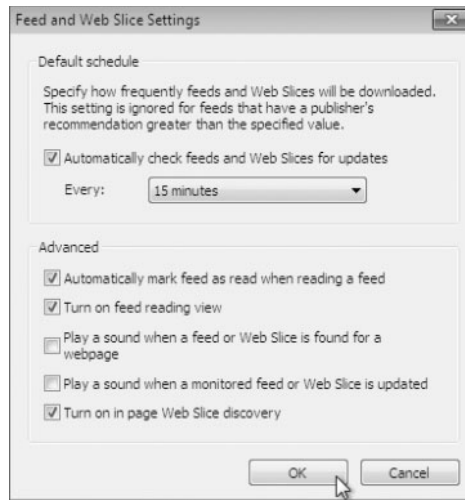 Feed and Web Slice Settings
Default schedule
Specify how frequently feeds and Web Slices will be downloaded.
This setting is ignored for feeds that have a publisher's
recommendation greater than the specified value.
Automatically check feeds and Web Slices for updates
Every: 15 minutes
Advanced
Automatically mark feed as read when reading a feed
Turn on feed reading view
Play a sound when a feed or Web Slice is found for a
webpage
Play a sound when a monitored feed or Web Slice is updated
Turn on in page Web Slice discovery
OK Cancel